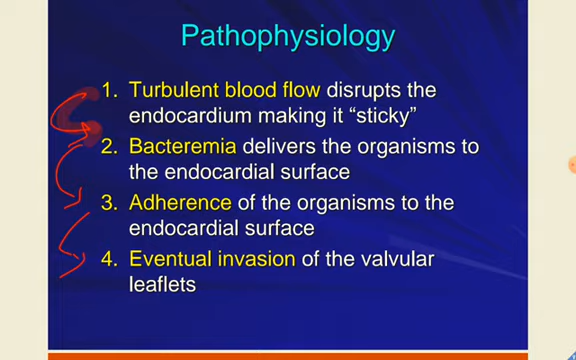 Pathophysiology
1. Turbulent blood flow disrupts the
endocardium making it “sticky”
2. Bacteremia delivers the organisms to
the endocardial surface
3. Adherence of the organisms to the
endocardial surface
4. Eventual invasion of the valvular
leaflets